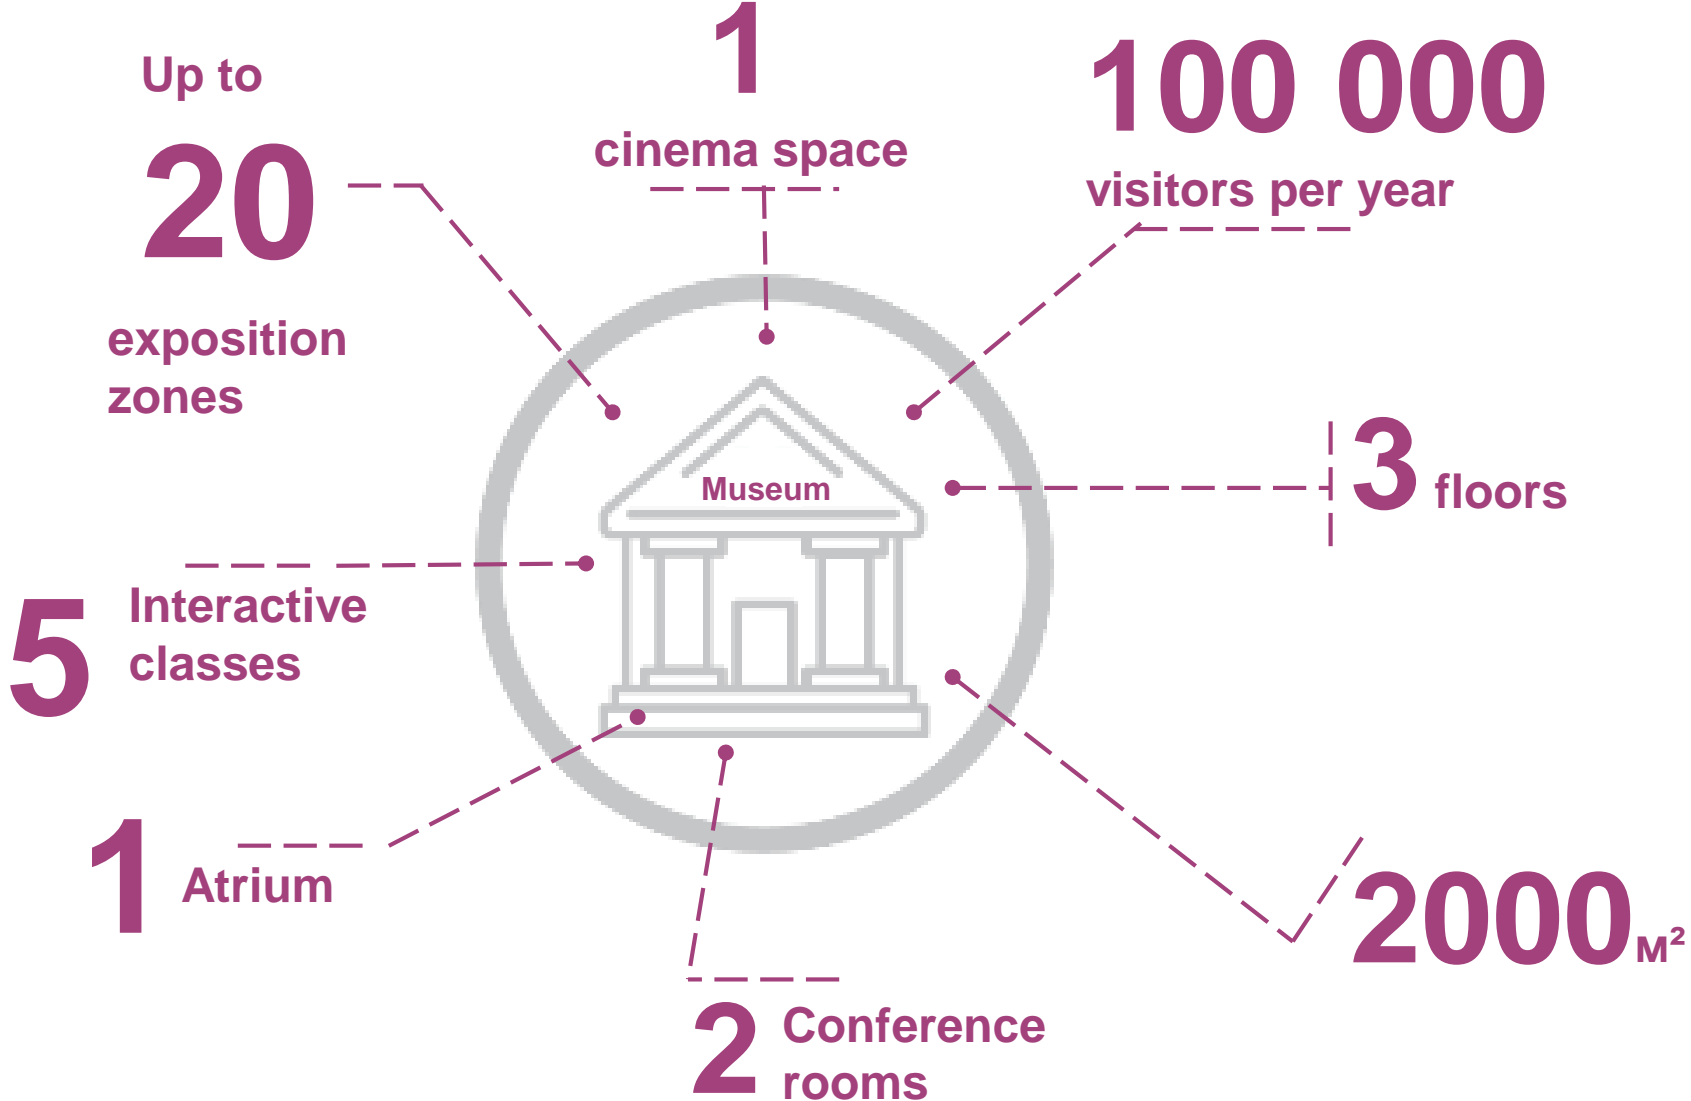 Up to
20
exposition
zones
1
cinema space
100 000
visitors per year
Museum
3 floors
5 Interactive
classes
1 Atrium
2000м²
2 Conference
rooms